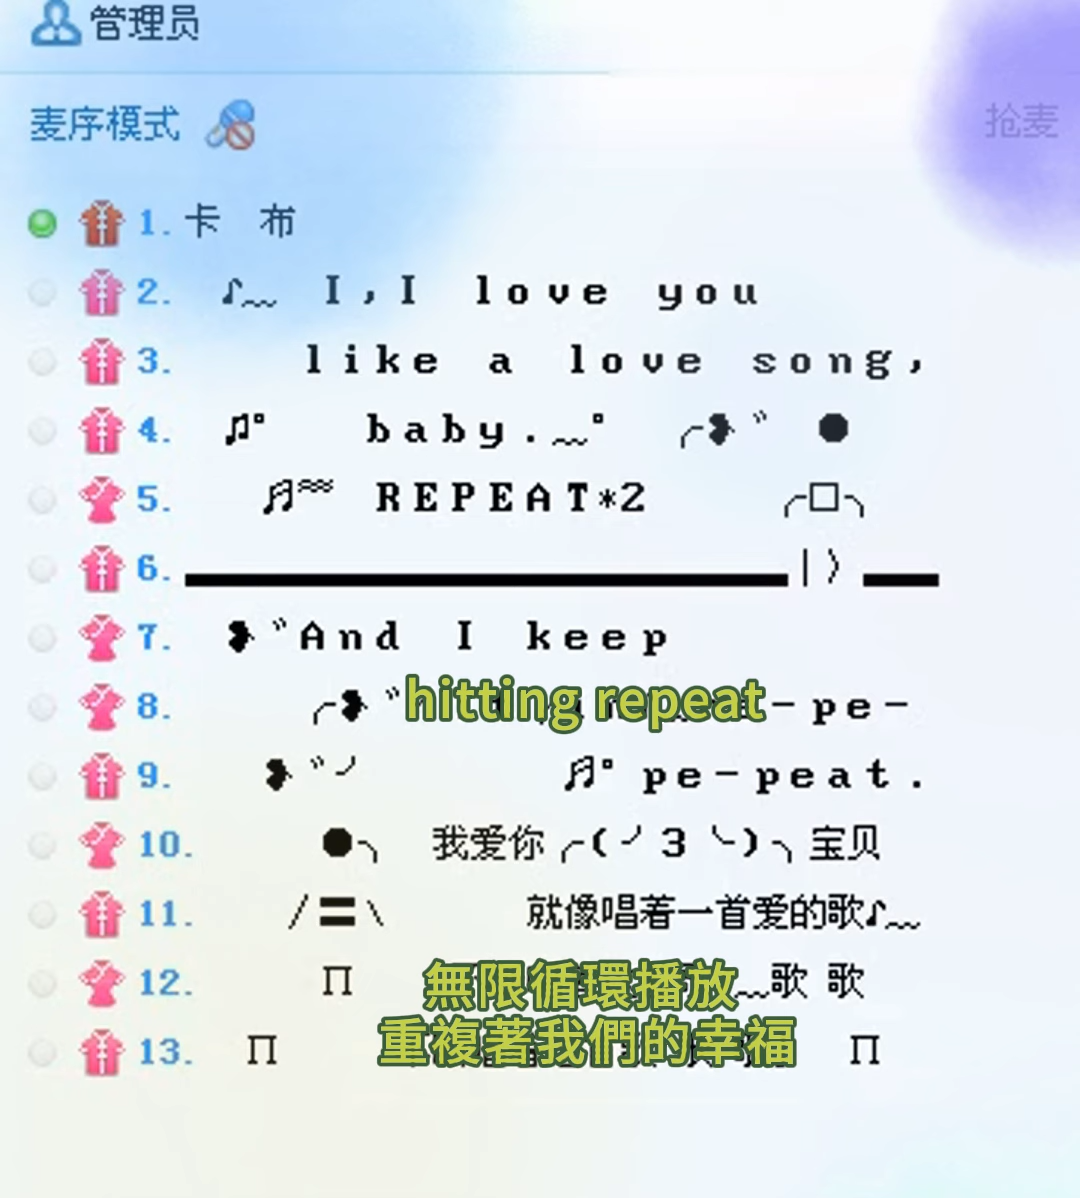 管理员
麦序模式 抢麦
1. 卡 布
2. ♪﹏ I,I love you
3. like a love song,
4. ♫° baby.﹏° ╭❥〃 ●
5. ♬≈ REPEAT*2 ╭□╮
6. ▁▁▁▁▁▁▁▁▁▁▁▁▁▁▁▁ |〉▁▁
7. ❥〃And I keep
8. ╭❥〃 -pe-
hitting repeat
9. ❥〃╯ ♬° pe-peat.
10. ●╮ 我爱你╭(╯3╰)╮宝贝
11. /〓\ 就像唱着一首爱的歌♪﹏
12. Π ﹏歌 歌
無限循環播放
13. Π Π
重複著我們的幸福